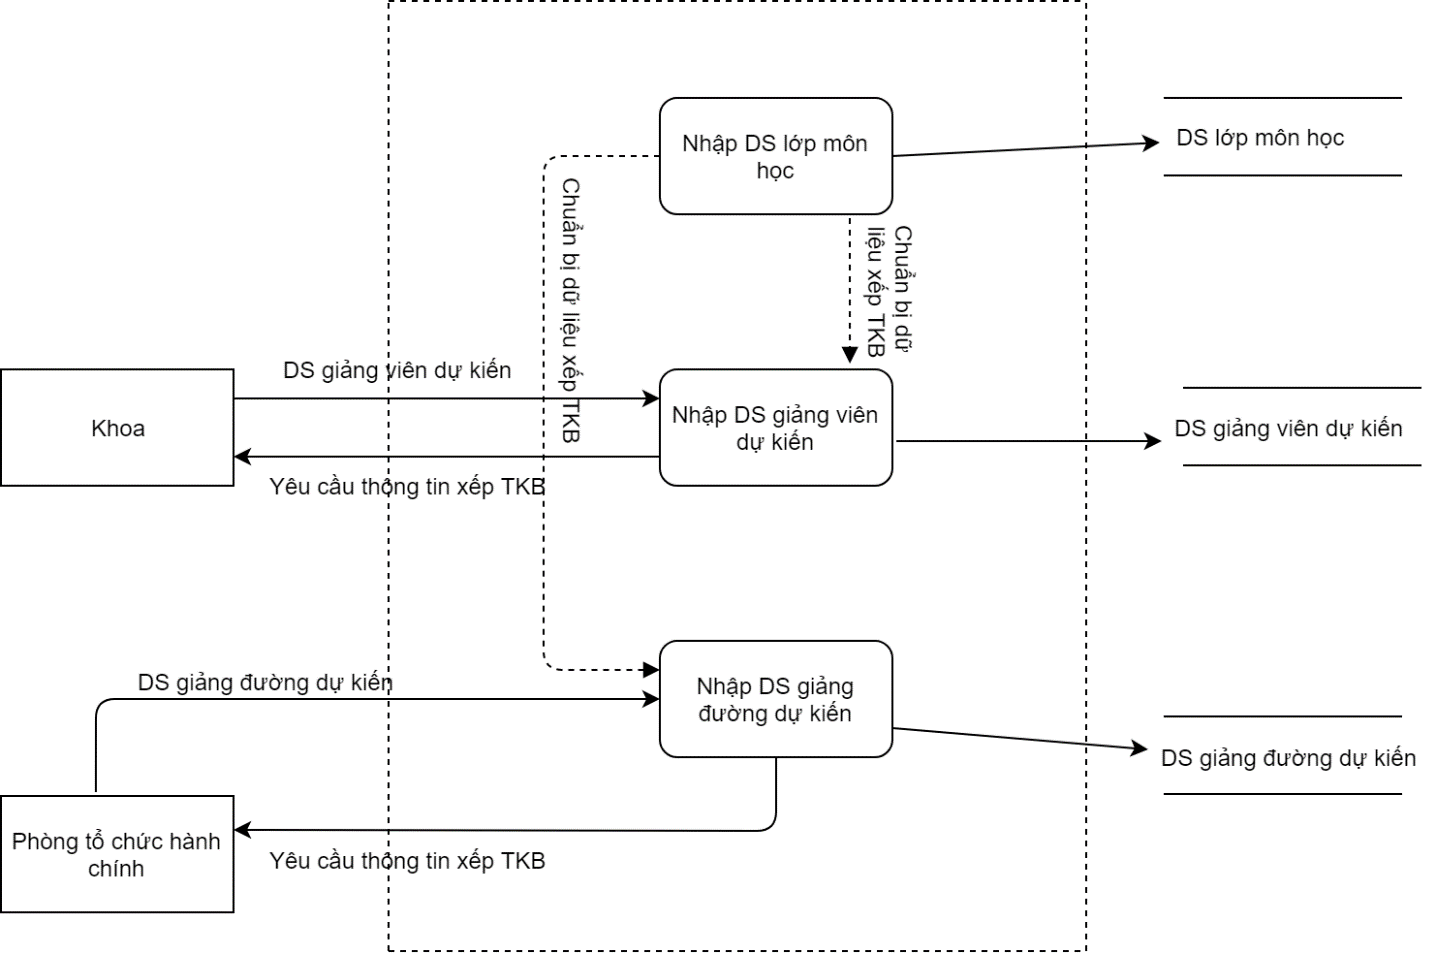 Nhập DS lớp môn
học
DS lớp môn học
Chuẩn bị dữ liệu xếp TKB
Chuẩn bị dữ
liệu xếp TKB
DS giảng viên dự kiến
Khoa
Nhập DS giảng viên
dự kiến
DS giảng viên dự kiến
Yêu cầu thông tin xếp TKB
DS giảng đường dự kiến
Nhập DS giảng
đường dự kiến
DS giảng đường dự kiến
Phòng tổ chức hành
chính
Yêu cầu thông tin xếp TKB